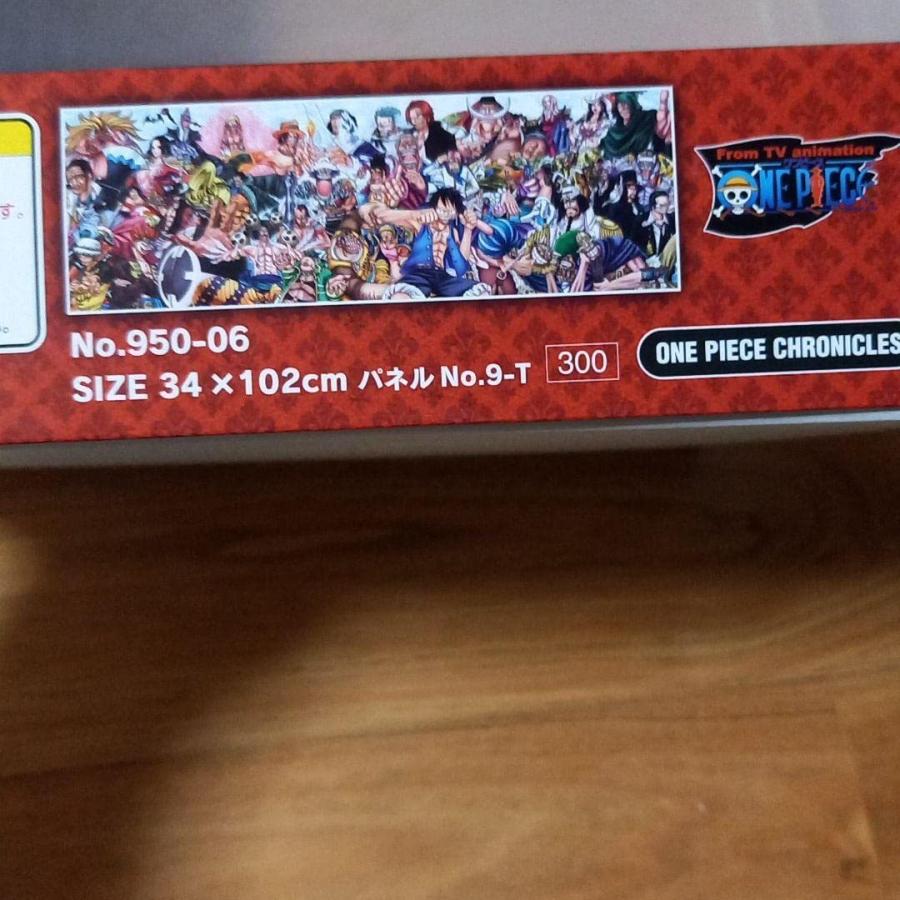 す。
From TV animation
ONE PIECE
No.950-06
SIZE 34×102cm パネル No.9-T
300
ONE PIECE CHRONICLES